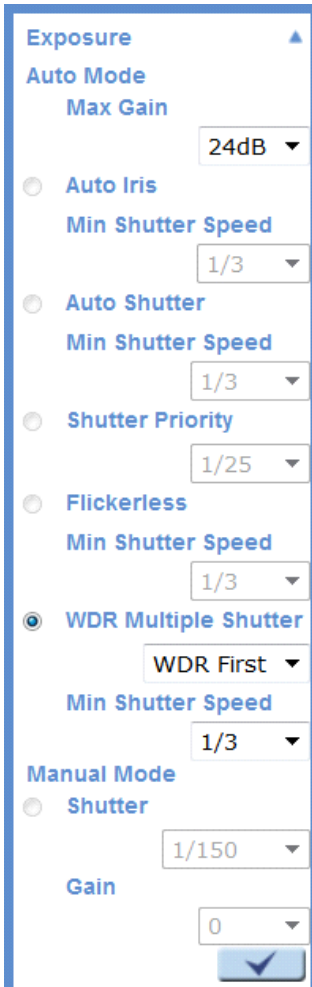 Exposure
Auto Mode
Max Gain
24dB
Auto Iris
Min Shutter Speed
1/3
Auto Shutter
Min Shutter Speed
1/3
Shutter Priority
1/25
Flickerless
Min Shutter Speed
1/3
WDR Multiple Shutter
WDR First
Min Shutter Speed
1/3
Manual Mode
Shutter
1/150
Gain
0